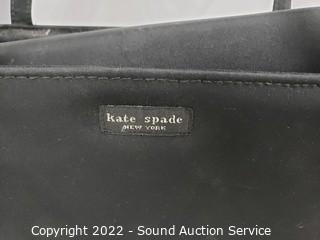 kate spade
NEW YORK
Copyright 2022 - Sound Auction Service